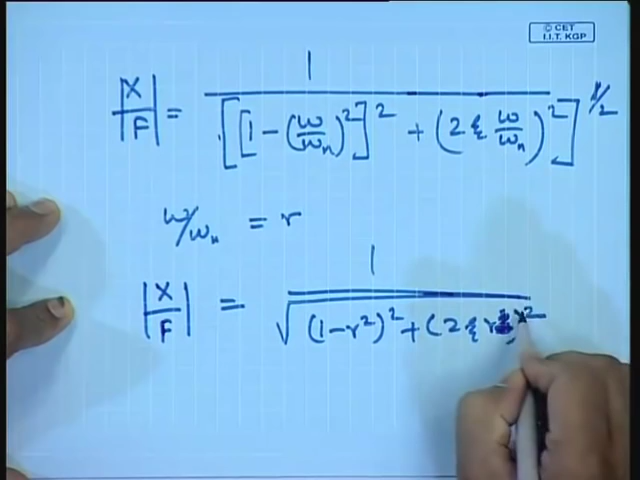 © CET
I.I.T. KGP
|X/F| = 1 / [[1 - (ω/ωn)²]² + (2ξ ω/ωn)²]^1/2
ω/ωn = r
|X/F| = 1 / √((1-r²)² + (2ξr)²